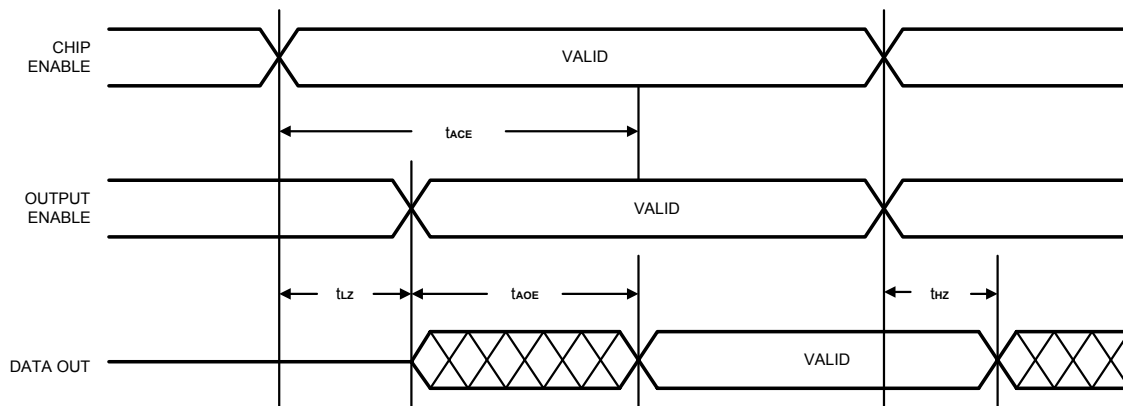 CHIP
ENABLE
VALID
tACE
OUTPUT
ENABLE
VALID
tLZ
tAOE
tHZ
DATA OUT
VALID